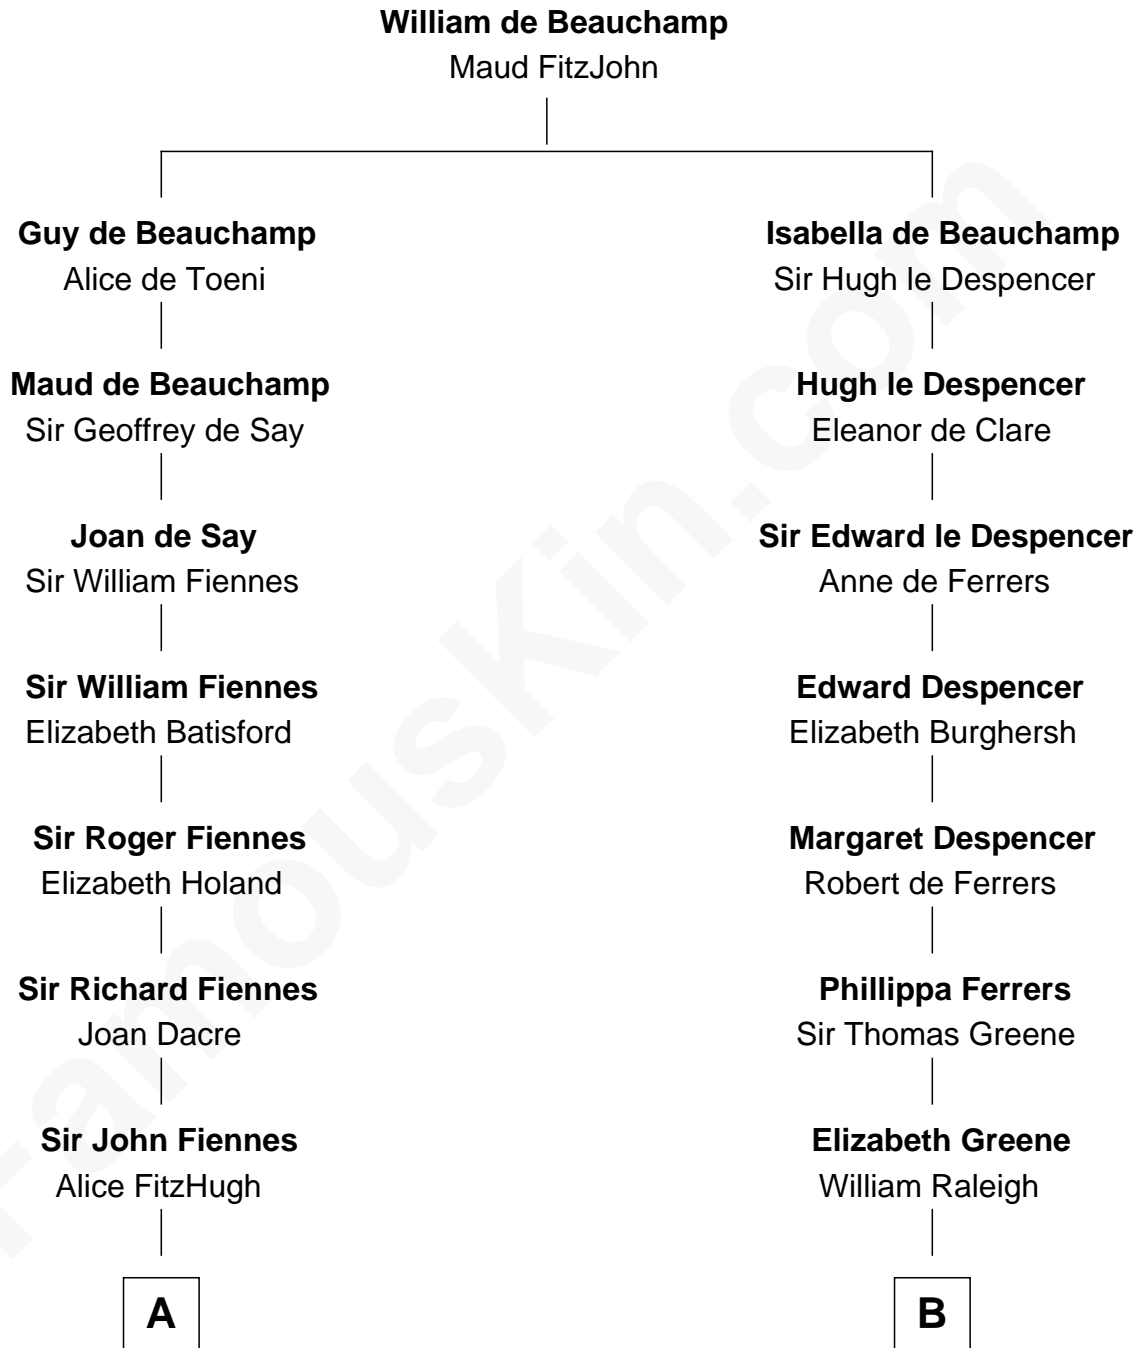 William de Beauchamp
Maud FitzJohn
Guy de Beauchamp
Alice de Toeni
Isabella de Beauchamp
Sir Hugh le Despencer
Maud de Beauchamp
Sir Geoffrey de Say
Hugh le Despencer
Eleanor de Clare
Joan de Say
Sir William Fiennes
Sir Edward le Despencer
Anne de Ferrers
Sir William Fiennes
Elizabeth Batisford
Edward Despencer
Elizabeth Burghersh
Sir Roger Fiennes
Elizabeth Holand
Margaret Despencer
Robert de Ferrers
Sir Richard Fiennes
Joan Dacre
Phillippa Ferrers
Sir Thomas Greene
Sir John Fiennes
Alice FitzHugh
Elizabeth Greene
William Raleigh
A
B
FamousKin.com